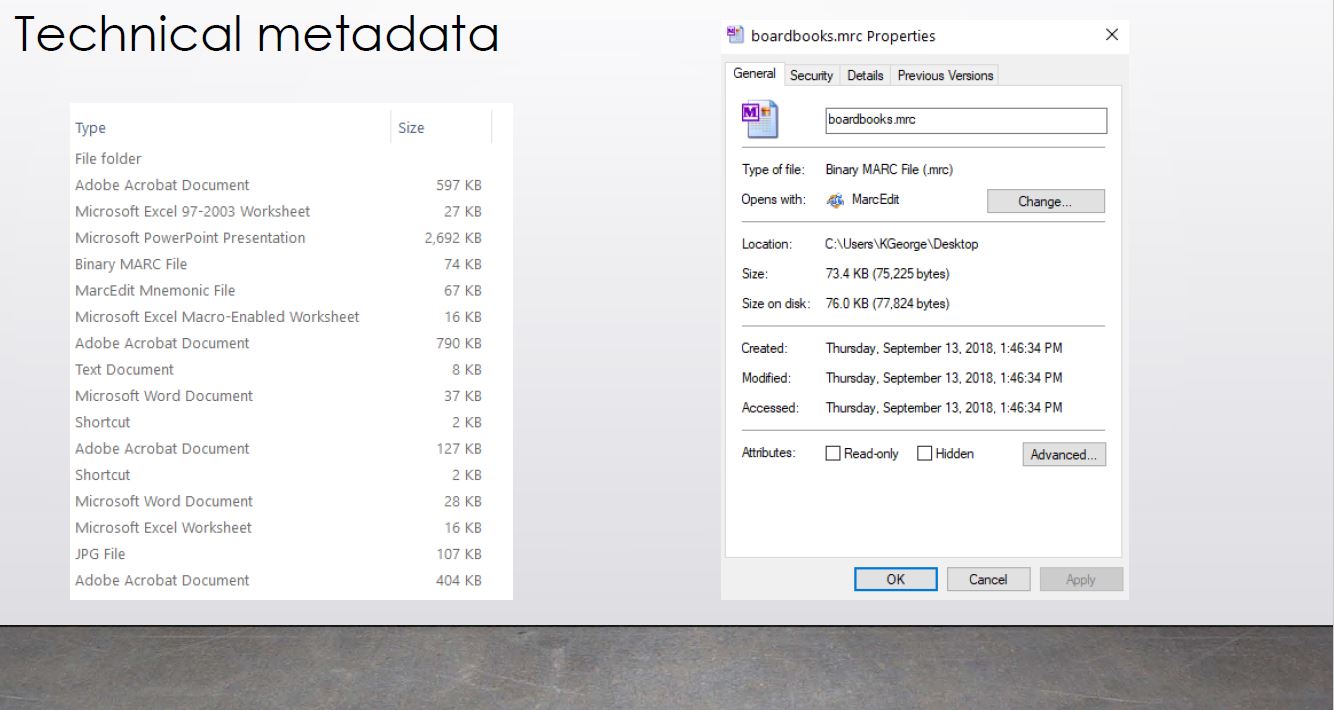 Technical metadata
Type Size
File folder
Adobe Acrobat Document 597 KB
Microsoft Excel 97-2003 Worksheet 27 KB
Microsoft PowerPoint Presentation 2,692 KB
Binary MARC File 74 KB
MarcEdit Mnemonic File 67 KB
Microsoft Excel Macro-Enabled Worksheet 16 KB
Adobe Acrobat Document 790 KB
Text Document 8 KB
Microsoft Word Document 37 KB
Shortcut 2 KB
Adobe Acrobat Document 127 KB
Shortcut 2 KB
Microsoft Word Document 28 KB
Microsoft Excel Worksheet 16 KB
JPG File 107 KB
Adobe Acrobat Document 404 KB
boardbooks.mrc Properties
General Security Details Previous Versions
M boardbooks.mrc
Type of file: Binary MARC File (.mrc)
Opens with: MarcEdit Change...
Location: C:\Users\KGeorge\Desktop
Size: 73.4 KB (75,225 bytes)
Size on disk: 76.0 KB (77,824 bytes)
Created: Thursday, September 13, 2018, 1:46:34 PM
Modified: Thursday, September 13, 2018, 1:46:34 PM
Accessed: Thursday, September 13, 2018, 1:46:34 PM
Attributes: Read-only Hidden Advanced...
OK Cancel Apply